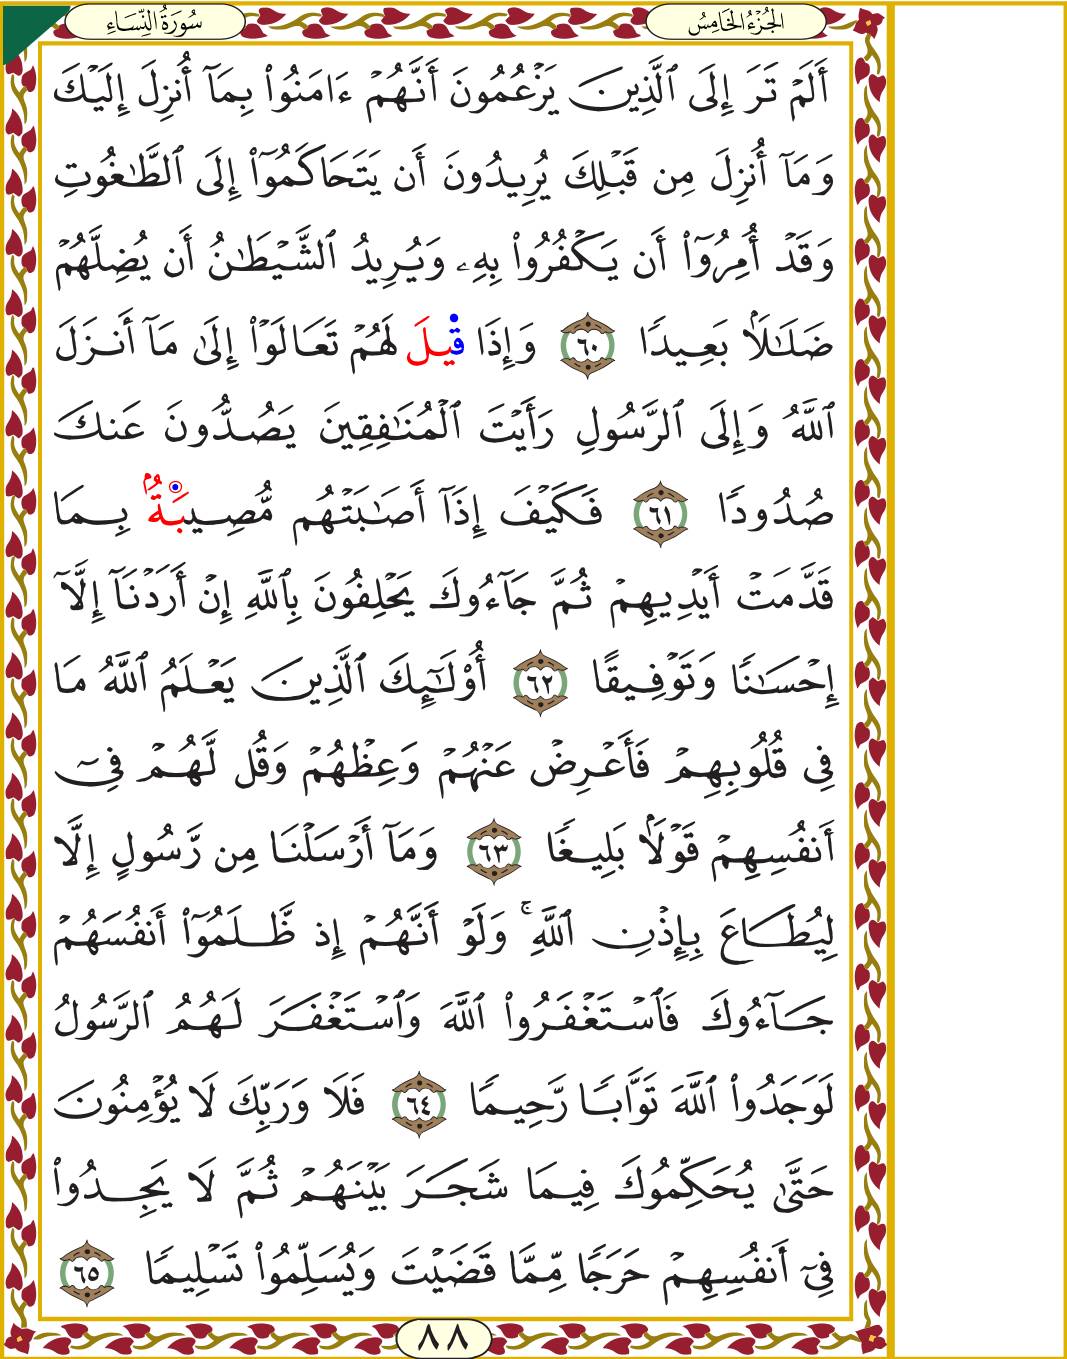 الجُزْءُ الخَامِسُ
سُورَةُ النِّسَاءِ
أَلَمْ تَرَ إِلَى ٱلَّذِينَ يَزْعُمُونَ أَنَّهُمْ ءَامَنُوا۟ بِمَآ أُنزِلَ إِلَيْكَ
وَمَآ أُنزِلَ مِن قَبْلِكَ يُرِيدُونَ أَن يَتَحَاكَمُوٓا۟ إِلَى ٱلطَّٰغُوتِ
وَقَدْ أُمِرُوٓا۟ أَن يَكْفُرُوا۟ بِهِۦ وَيُرِيدُ ٱلشَّيْطَٰنُ أَن يُضِلَّهُمْ
ضَلَٰلًۢا بَعِيدًا ٦٠ وَإِذَا قِيلَ لَهُمْ تَعَالَوْا۟ إِلَىٰ مَآ أَنزَلَ
ٱللَّهُ وَإِلَى ٱلرَّسُولِ رَأَيْتَ ٱلْمُنَٰفِقِينَ يَصُدُّونَ عَنكَ
صُدُودًا ٦١ فَكَيْفَ إِذَآ أَصَٰبَتْهُم مُّصِيبَةٌۢ بِمَا
قَدَّمَتْ أَيْدِيهِمْ ثُمَّ جَآءُوكَ يَحْلِفُونَ بِٱللَّهِ إِنْ أَرَدْنَآ إِلَّآ
إِحْسَٰنًا وَتَوْفِيقًا ٦٢ أُو۟لَٰٓئِكَ ٱلَّذِينَ يَعْلَمُ ٱللَّهُ مَا
فِى قُلُوبِهِمْ فَأَعْرِضْ عَنْهُمْ وَعِظْهُمْ وَقُل لَّهُمْ فِىٓ
أَنفُسِهِمْ قَوْلًۢا بَلِيغًا ٦٣ وَمَآ أَرْسَلْنَا مِن رَّسُولٍ إِلَّا
لِيُطَاعَ بِإِذْنِ ٱللَّهِ ۚ وَلَوْ أَنَّهُمْ إِذ ظَّلَمُوٓا۟ أَنفُسَهُمْ
جَآءُوكَ فَٱسْتَغْفَرُوا۟ ٱللَّهَ وَٱسْتَغْفَرَ لَهُمُ ٱلرَّسُولُ
لَوَجَدُوا۟ ٱللَّهَ تَوَّابًا رَّحِيمًا ٦٤ فَلَا وَرَبِّكَ لَا يُؤْمِنُونَ
حَتَّىٰ يُحَكِّمُوكَ فِيمَا شَجَرَ بَيْنَهُمْ ثُمَّ لَا يَجِدُوا۟
فِىٓ أَنفُسِهِمْ حَرَجًا مِّمَّا قَضَيْتَ وَيُسَلِّمُوا۟ تَسْلِيمًا ٦٥
٨٨